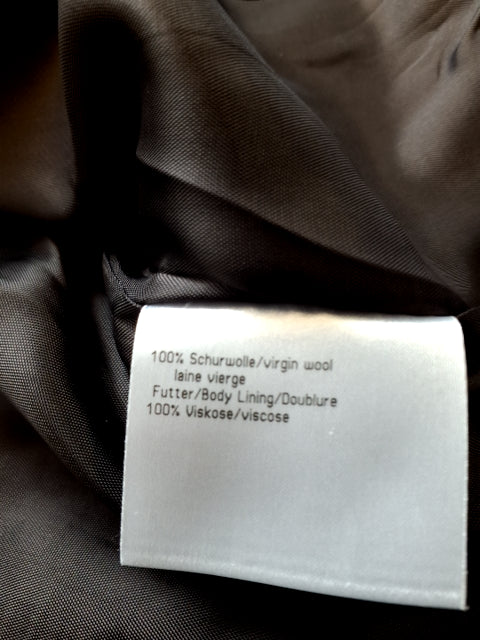 100% Schurwolle/virgin wool
laine vierge
Futter/Body Lining/Doublure
100% Viskose/viscose